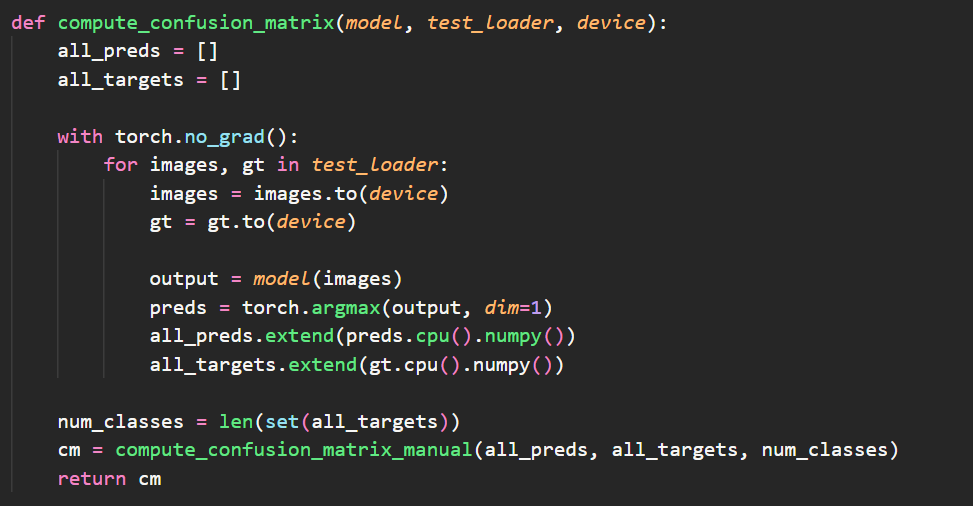 def compute_confusion_matrix(model, test_loader, device):
    all_preds = []
    all_targets = []

    with torch.no_grad():
        for images, gt in test_loader:
            images = images.to(device)
            gt = gt.to(device)

            output = model(images)
            preds = torch.argmax(output, dim=1)
            all_preds.extend(preds.cpu().numpy())
            all_targets.extend(gt.cpu().numpy())

    num_classes = len(set(all_targets))
    cm = compute_confusion_matrix_manual(all_preds, all_targets, num_classes)
    return cm